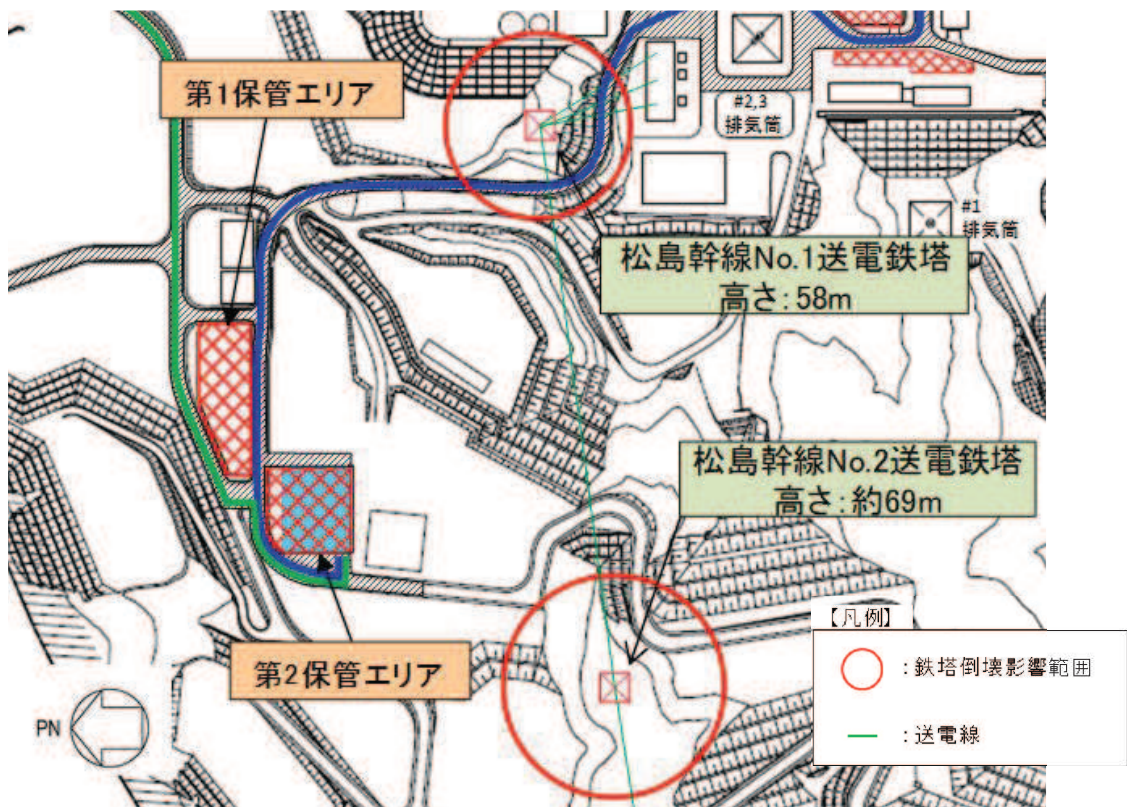 第1保管エリア
#2,3
排気筒
#1
排気筒
松島幹線No.1送電鉄塔
高さ:58m
松島幹線No.2送電鉄塔
高さ:約69m
第2保管エリア
PN
【凡例】
:鉄塔倒壊影響範囲
:送電線